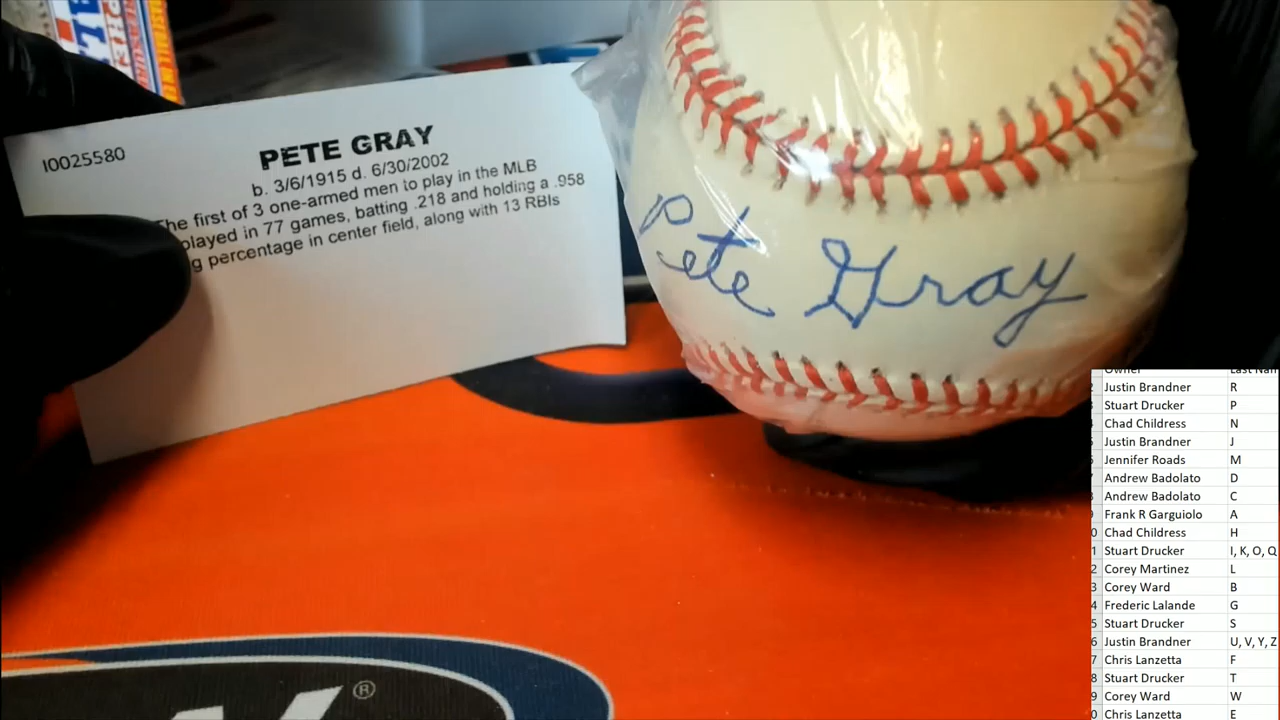 I0025580
PETE GRAY
b. 3/6/1915 d. 6/30/2002
The first of 3 one-armed men to play in the MLB
played in 77 games, batting .218 and holding a .958
percentage in center field, along with 13 RBIs
Pete Gray
®
Owner
Justin Brandner R
Stuart Drucker P
Chad Childress N
Justin Brandner J
Jennifer Roads M
Andrew Badolato D
Andrew Badolato C
Frank R Garguiolo A
Chad Childress H
Stuart Drucker I, K, O, Q
Corey Martinez L
Corey Ward B
Frederic Lalande G
Stuart Drucker S
Justin Brandner U, V, Y, Z
Chris Lanzetta F
Stuart Drucker T
Corey Ward W
Chris Lanzetta E